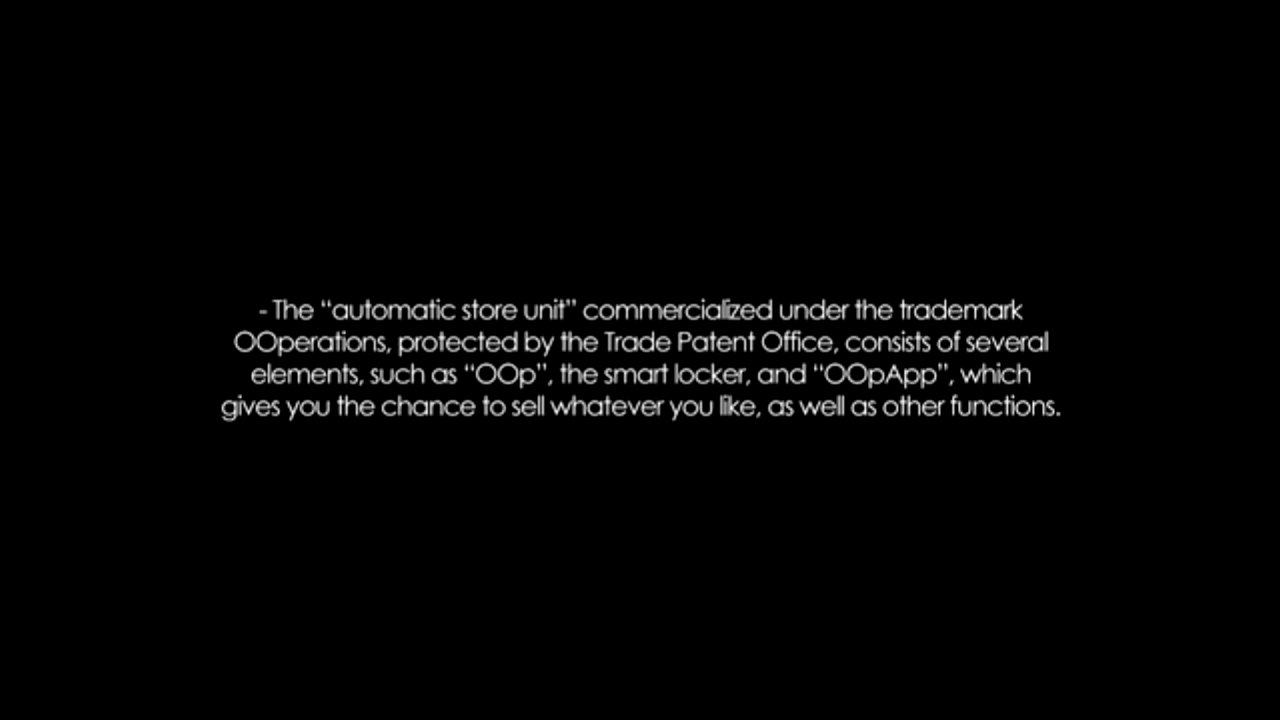 - The “automatic store unit” commercialized under the trademark
OOperations, protected by the Trade Patent Office, consists of several
elements, such as “OOp”, the smart locker, and “OOpApp”, which
gives you the chance to sell whatever you like, as well as other functions.